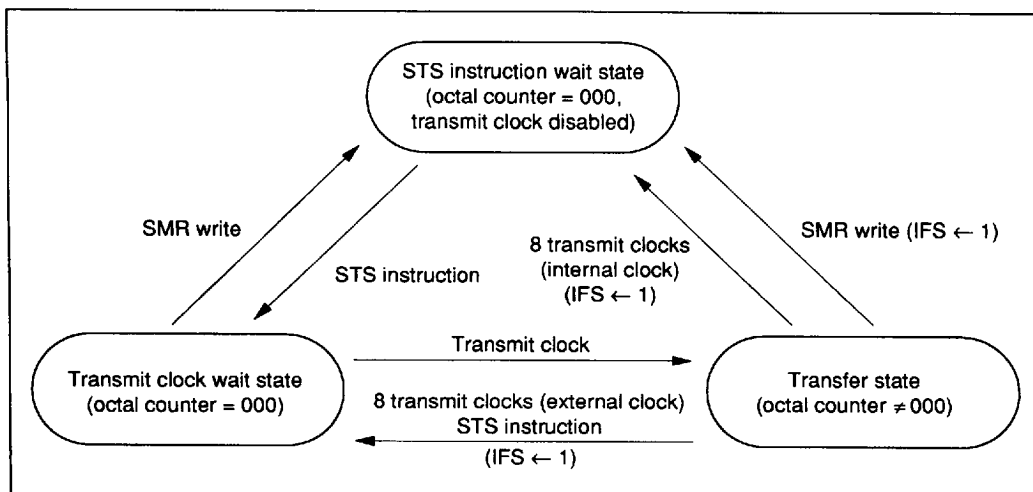 STS instruction wait state
(octal counter = 000,
transmit clock disabled)
SMR write
STS instruction
8 transmit clocks
(internal clock)
(IFS ← 1)
SMR write (IFS ← 1)
Transmit clock wait state
(octal counter = 000)
Transmit clock
8 transmit clocks (external clock)
STS instruction
(IFS ← 1)
Transfer state
(octal counter ≠ 000)